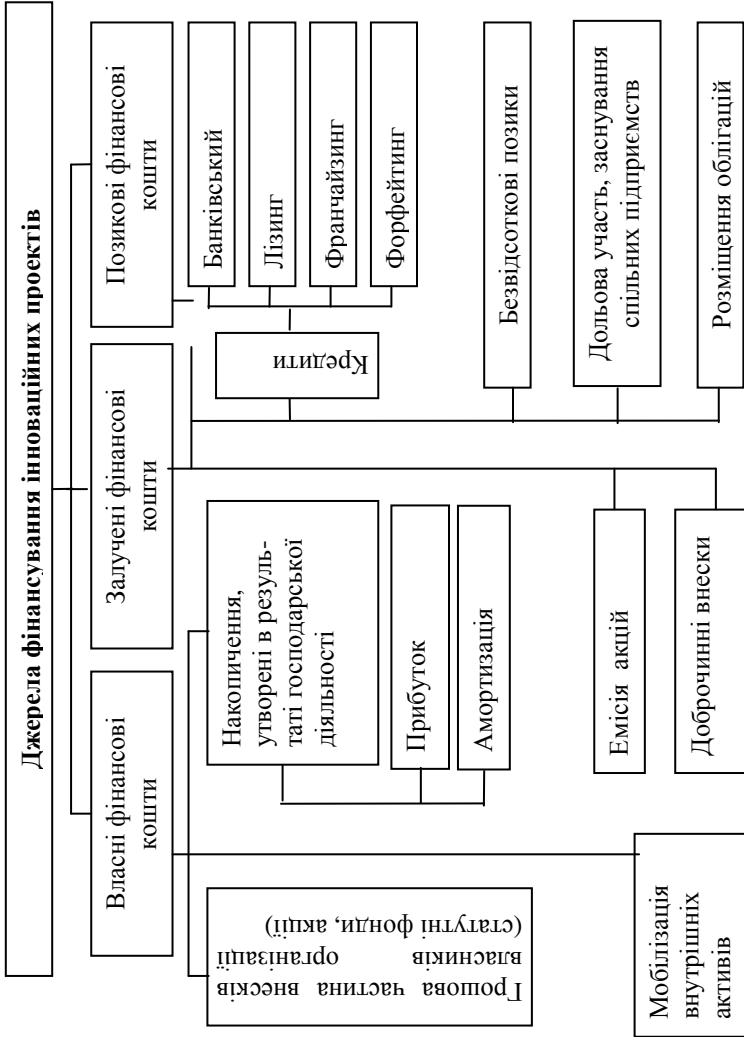 Джерела фінансування інноваційних проектів
Власні фінансові
кошти
Залучені фінансові
кошти
Позикові фінансові
кошти
Грошова частина внесків
власників організації
(статутні фонди, акції)
Накопичення,
утворені в резуль-
таті господарської
діяльності
Прибуток
Амортизація
Мобілізація
внутрішніх
активів
Емісія акцій
Доброчинні внески
Кредити
Банківський
Лізинг
Франчайзинг
Форфейтинг
Безвідсоткові позики
Дольова участь, заснування
спільних підприємств
Розміщення облігацій